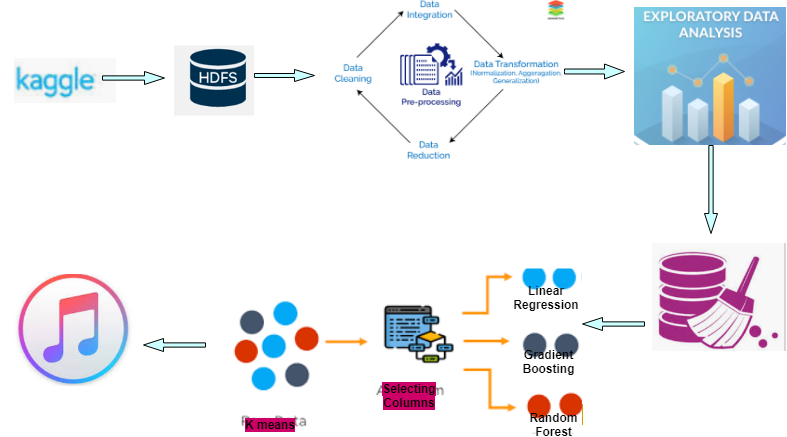 Data
Integration
kaggle
HDFS
Data
Cleaning
Data
Pre-processing
Data Transformation
(Normalization, Aggeragation,
Generalization)
Data
Reduction
EXPLORATORY DATA
ANALYSIS
Linear
Regression
Gradient
Boosting
Random
Forest
Selecting
Columns
K means